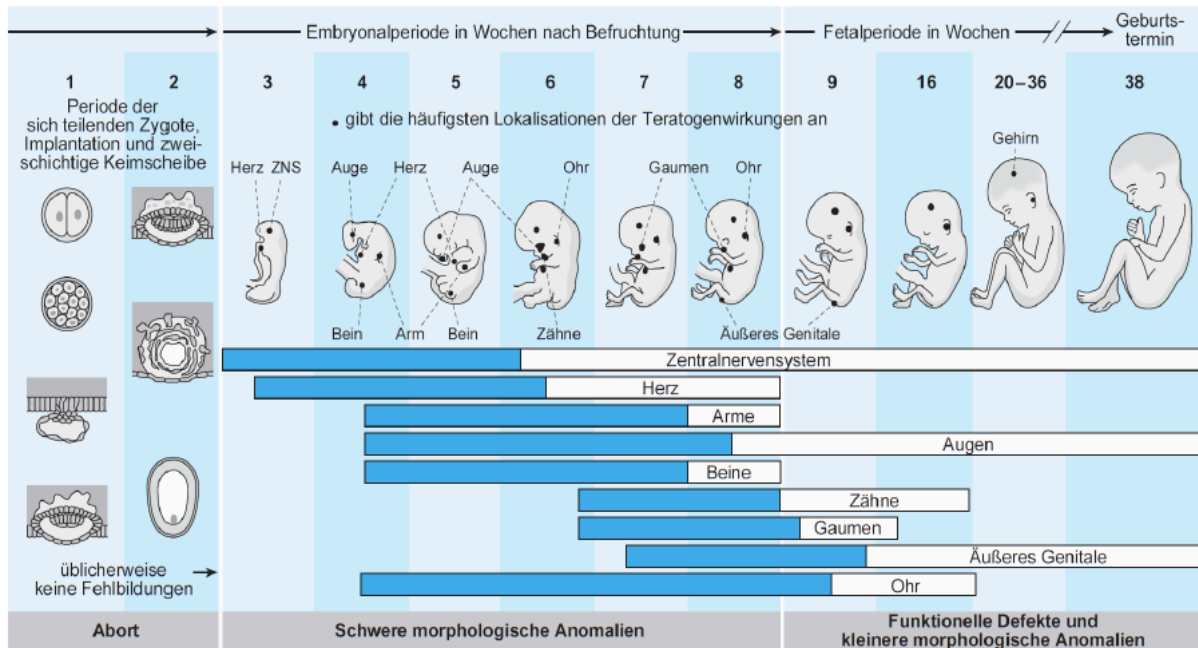 Embryonalperiode in Wochen nach Befruchtung
Fetalperiode in Wochen
Geburts-
termin
1
2
3
4
5
6
7
8
9
16
20–36
38
Periode der
sich teilenden Zygote,
Implantation und zwei-
schichtige Keimscheibe
• gibt die häufigsten Lokalisationen der Teratogenwirkungen an
Herz ZNS
Auge
Herz
Auge
Ohr
Gaumen
Ohr
Gehirn
Bein
Arm
Bein
Zähne
Äußeres Genitale
Zentralnervensystem
Herz
Arme
Augen
Beine
Zähne
Gaumen
Äußeres Genitale
Ohr
üblicherweise
keine Fehlbildungen
Abort
Schwere morphologische Anomalien
Funktionelle Defekte und
kleinere morphologische Anomalien